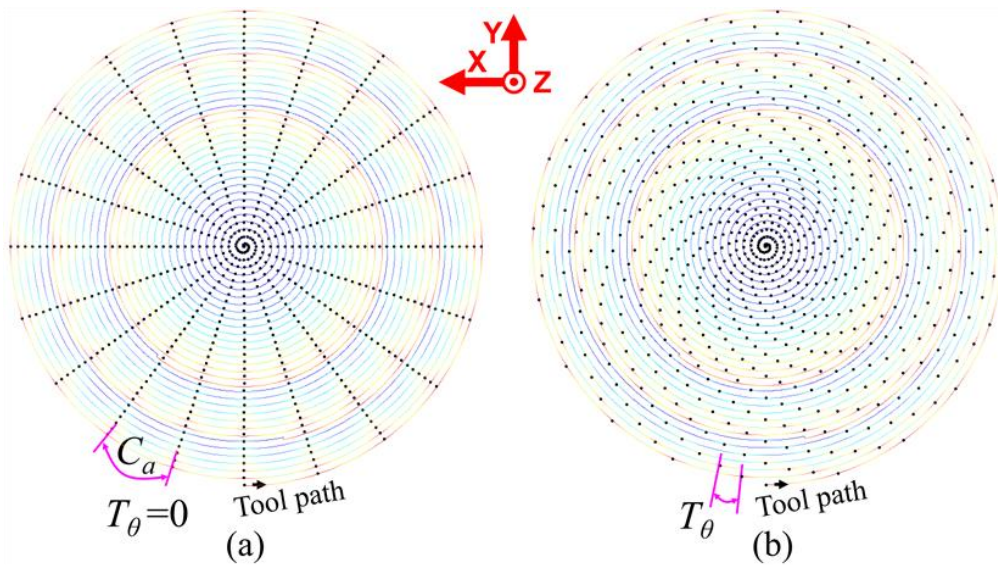 Y
X
Z
C_a
T_θ=0
Tool path
(a)
T_θ
Tool path
(b)